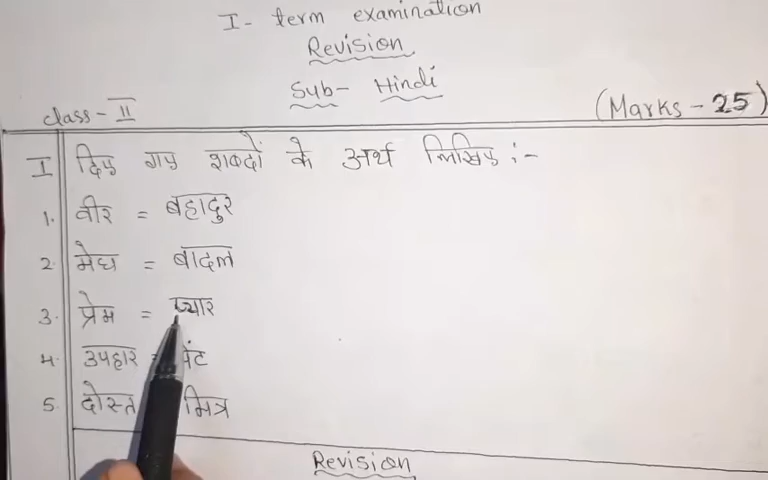 I- term examination
Revision
Sub- Hindi
class- II (Marks - 25)
I दिए गए शब्दों के अर्थ लिखिए :-
1. वीर = बहादुर
2. मेघ = बादल
3. प्रेम = प्यार
4. उपहार =
5. दोस्त मित्र
Revision